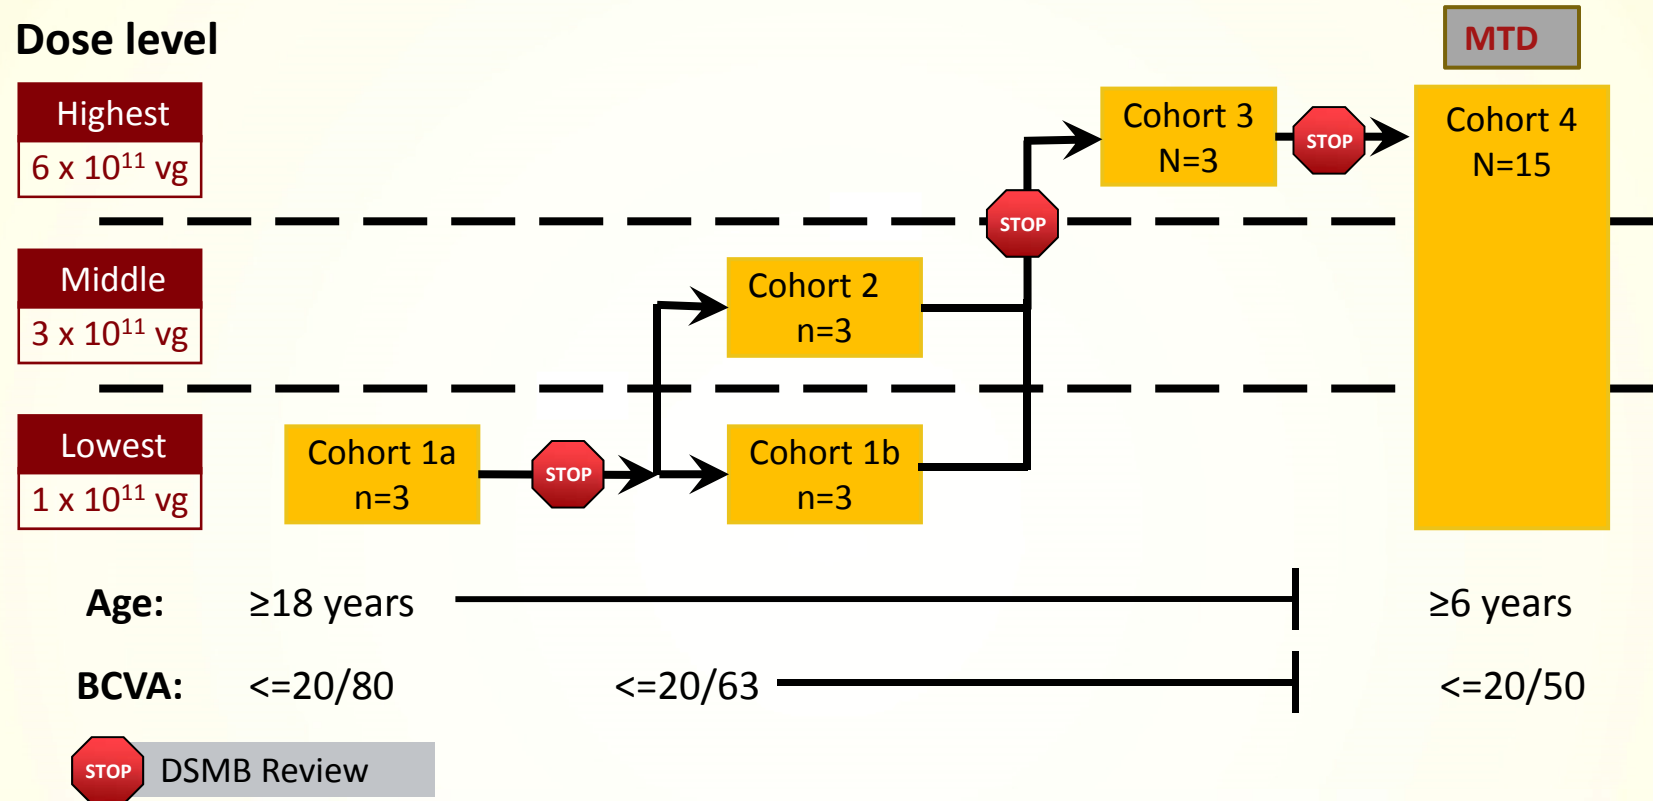 Dose level
MTD
Highest
6 x 10¹¹ vg
Cohort 3
N=3
STOP
Cohort 4
N=15
STOP
Middle
3 x 10¹¹ vg
Cohort 2
n=3
Lowest
1 x 10¹¹ vg
Cohort 1a
n=3
STOP
Cohort 1b
n=3
Age: ≥18 years ≥6 years
BCVA: <=20/80 <=20/63 <=20/50
STOP DSMB Review